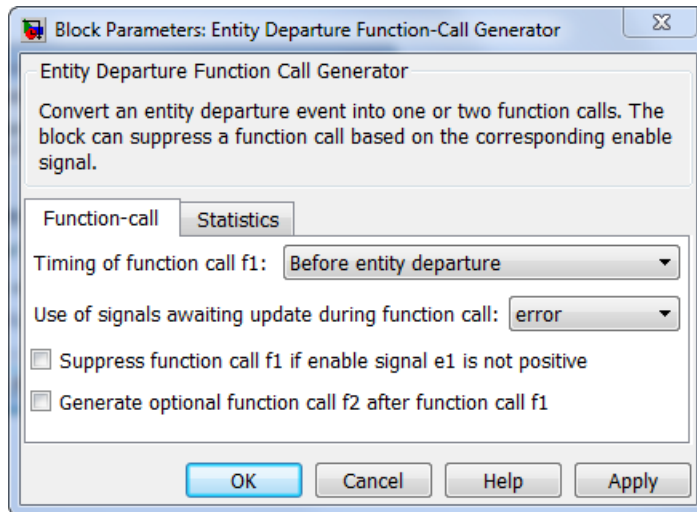 Block Parameters: Entity Departure Function-Call Generator
Entity Departure Function Call Generator
Convert an entity departure event into one or two function calls. The
block can suppress a function call based on the corresponding enable
signal.
Function-call Statistics
Timing of function call f1: Before entity departure
Use of signals awaiting update during function call: error
Suppress function call f1 if enable signal e1 is not positive
Generate optional function call f2 after function call f1
OK Cancel Help Apply